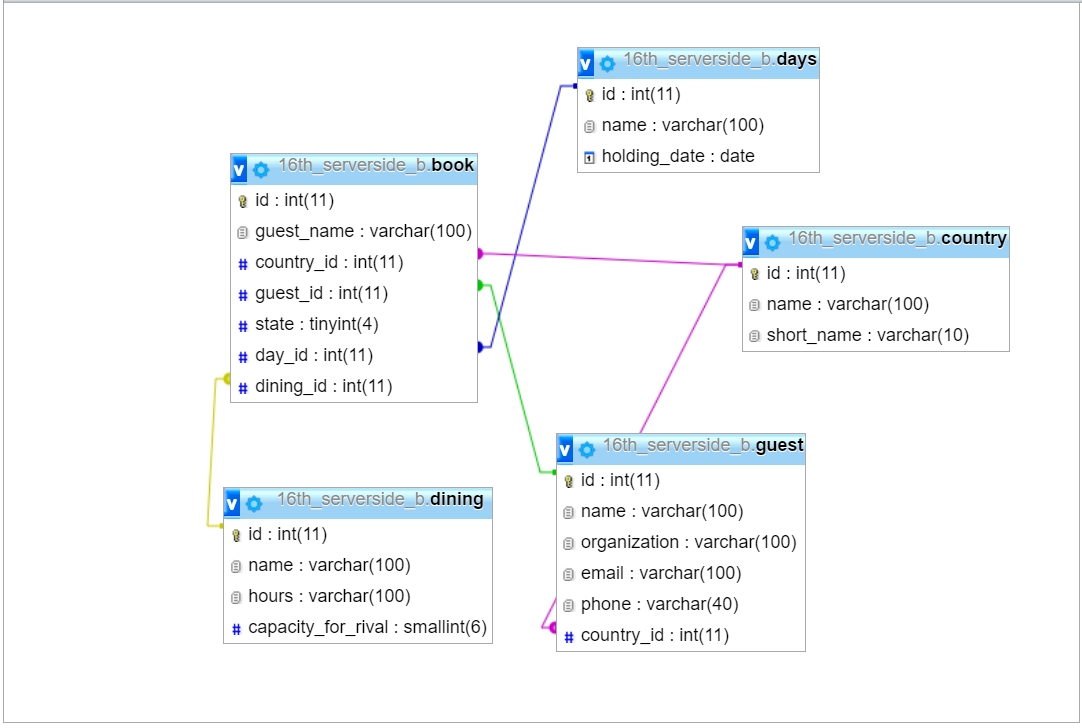 16th_serverside_b.days
id : int(11)
name : varchar(100)
holding_date : date
16th_serverside_b.book
id : int(11)
guest_name : varchar(100)
country_id : int(11)
guest_id : int(11)
state : tinyint(4)
day_id : int(11)
dining_id : int(11)
16th_serverside_b.country
id : int(11)
name : varchar(100)
short_name : varchar(10)
16th_serverside_b.guest
id : int(11)
name : varchar(100)
organization : varchar(100)
email : varchar(100)
phone : varchar(40)
country_id : int(11)
16th_serverside_b.dining
id : int(11)
name : varchar(100)
hours : varchar(100)
capacity_for_rival : smallint(6)